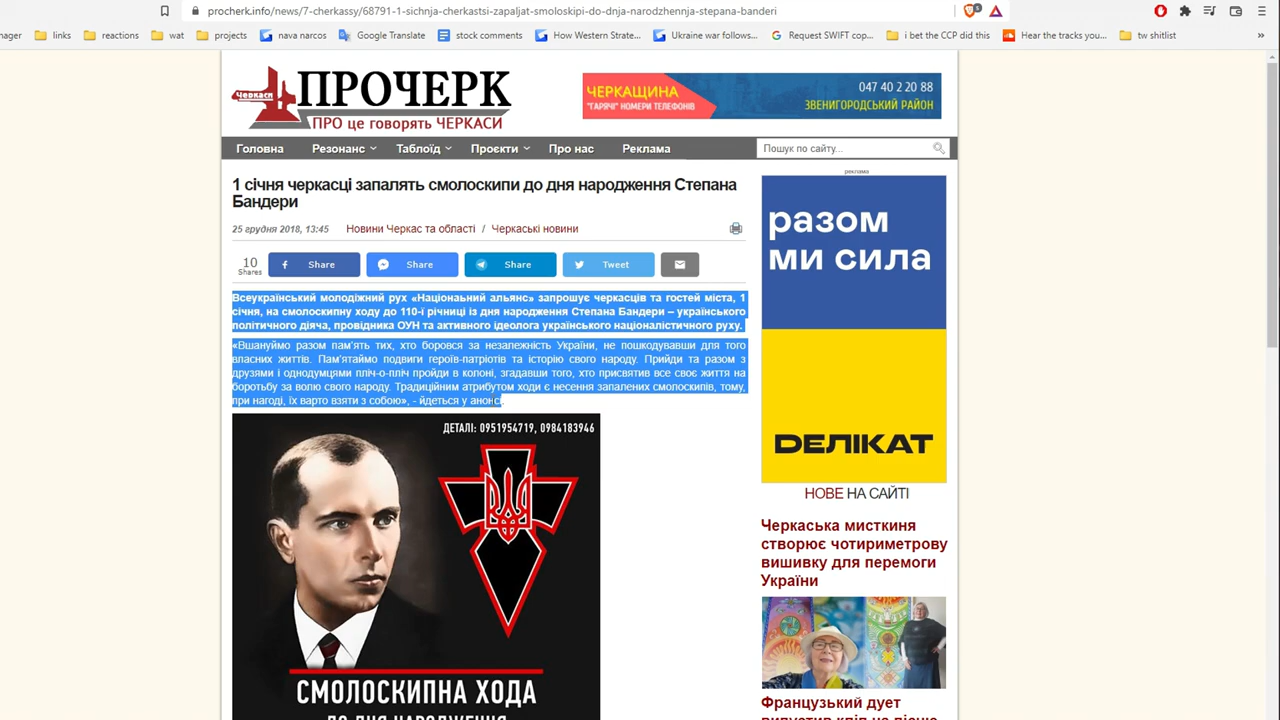 procherk.info/news/7-cherkassy/68791-1-sichnja-cherkastsi-zapaljat-smoloskipi-do-dnja-narodzhennja-stepana-banderi
nager links reactions wat projects nava narcos Google Translate stock comments How Western Strate... Ukraine war follows... Request SWIFT cop... i bet the CCP did this Hear the tracks you... tw shitlist »
Черкаси ПРОЧЕРК
ПРО це говорять ЧЕРКАСИ
ЧЕРКАЩИНА
"ГАРЯЧІ" НОМЕРИ ТЕЛЕФОНІВ
047 40 2 20 88
ЗВЕНИГОРОДСЬКИЙ РАЙОН
Головна Резонанс Таблоїд Проєкти Про нас Реклама Пошук по сайту...
1 січня черкасці запалять смолоскипи до дня народження Степана
Бандери
25 грудня 2018, 13:45 Новини Черкас та області / Черкаські новини
10
Shares
Share Share Share Tweet
Всеукраїнський молодіжний рух «Націоаньний альянс» запрошує черкасців та гостей міста, 1
січня, на смолоскипну ходу до 110-ї річниці із дня народження Степана Бандери – українського
політичного діяча, провідника ОУН та активного ідеолога українського націоналістичного руху.
«Вшануймо разом пам'ять тих, хто боровся за незалежність України, не пошкодувавши для того
власних життів. Пам'ятаймо подвиги героїв-патріотів та історію свого народу. Прийди та разом з
друзями і однодумцями пліч-о-пліч пройди в колоні, згадавши того, хто присвятив все своє життя на
боротьбу за волю свого народу. Традиційним атрибутом ходи є несення запалених смолоскипів, тому,
при нагоді, їх варто взяти з собою», - йдеться у анонсі.
ДЕТАЛІ: 0951954719, 0984183946
СМОЛОСКИПНА ХОДА
ДО ДНЯ НАРОДЖЕННЯ
реклама
разом
ми сила
DЕЛІКАТ
НОВЕ НА САЙТІ
Черкаська мисткиня
створює чотириметрову
вишивку для перемоги
України
Французький дует
випустив кліп на пісню